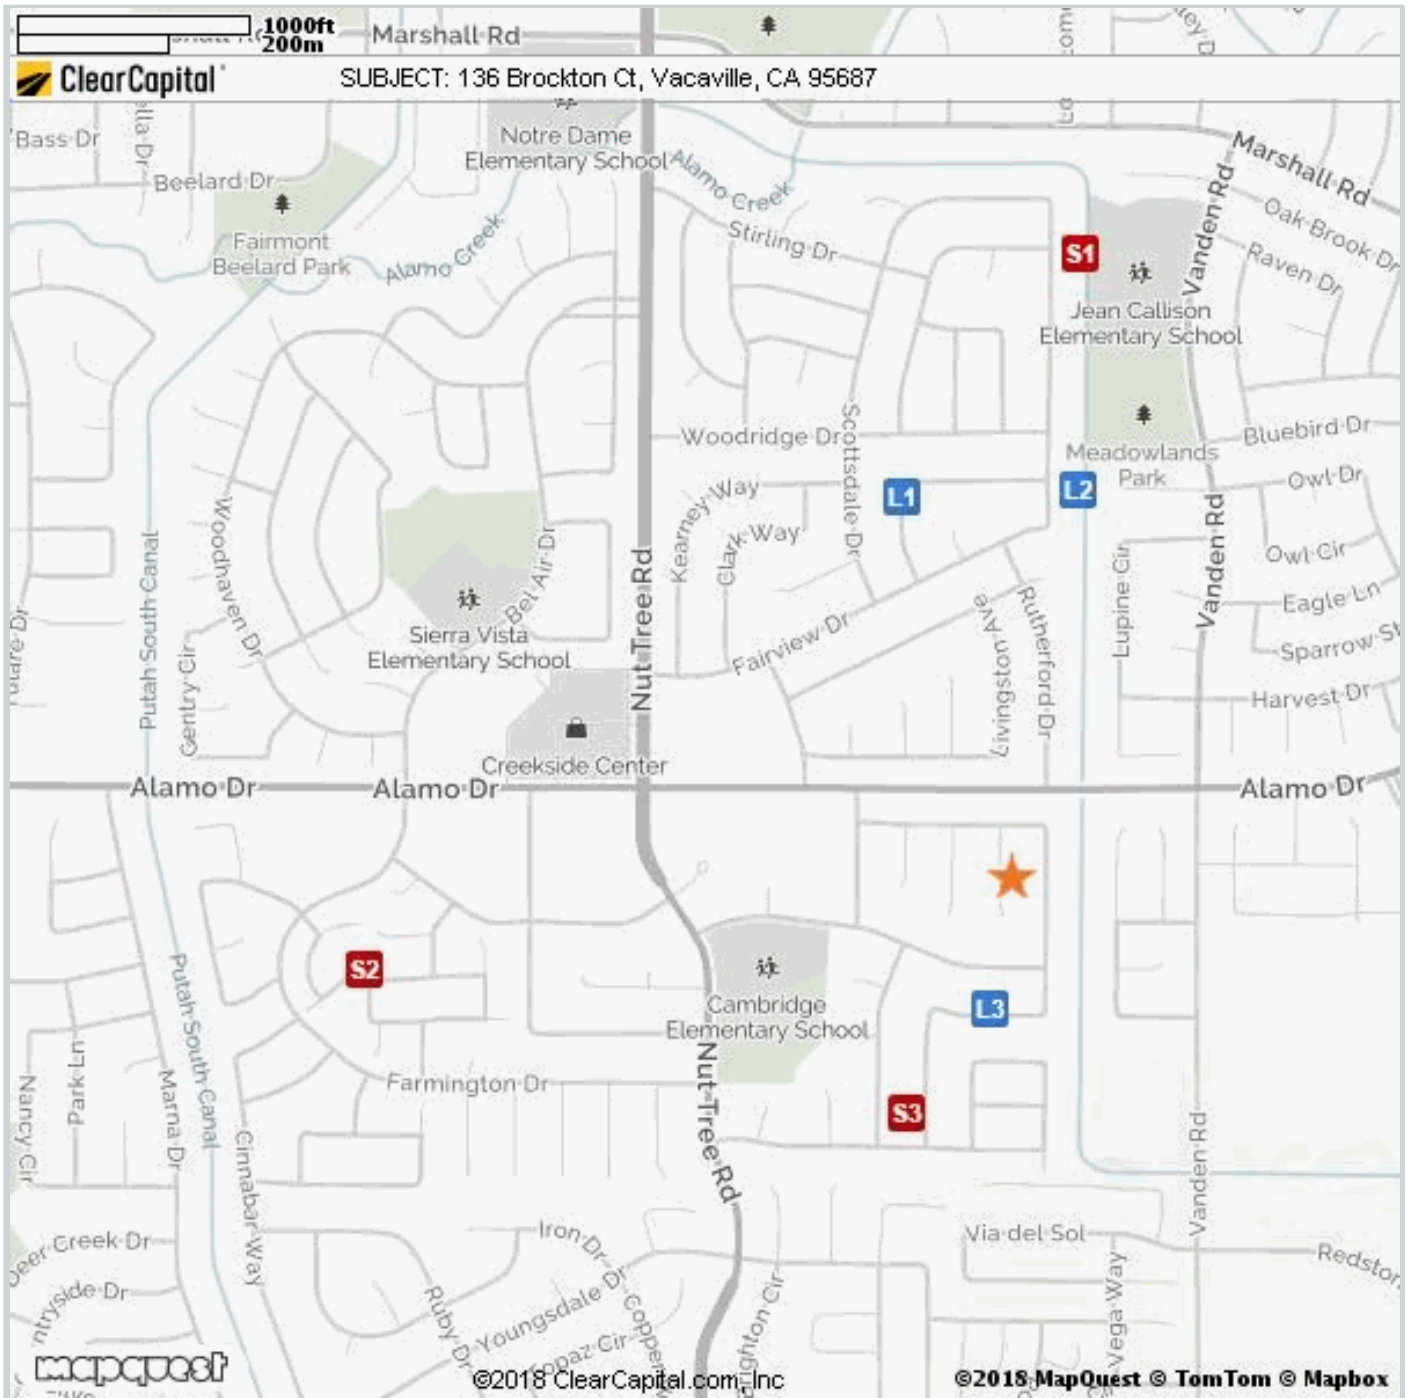 1000ft
200m
Marshall Rd
ClearCapital
SUBJECT: 136 Brockton Ct, Vacaville, CA 95687
Bass Dr
Notre Dame
Elementary School
Marshall Rd
Beelard Dr
Alamo Creek
Vanden Rd
Oak Brook Dr
Fairmont
Beelard Park
Alamo Creek
Stirling Dr
S1
Raven Dr
Jean Callison
Elementary School
Woodridge Dr
Scottsdale Dr
Bluebird Dr
Meadowlands
Park
Owl Dr
Kearney Way
L1
L2
Woodhaven Dr
Clark Way
Vanden Rd
Owl Cir
Putah South Canal
Bel Air Dr
Nut Tree Rd
Lupine Cir
Eagle Ln
Sierra Vista
Elementary School
Fairview Dr
Livingston Ave
Rutherford Dr
Sparrow St
Gentry Cir
Harvest Dr
Creekside Center
Alamo Dr
Alamo Dr
Alamo Dr
S2
Putah South Canal
Cambridge
Elementary School
L3
Park Ln
Nancy Cir
Marna Dr
Farmington Dr
Nut Tree Rd
S3
Cinnabar Way
Vanden Rd
Deer Creek Dr
Iron Dr
Via del Sol
ntryside Dr
Ruby Dr
Youngsdale Dr
Vega Way
Topaz Cir
mapquest
©2018 ClearCapital.com, Inc
©2018 MapQuest © TomTom © Mapbox